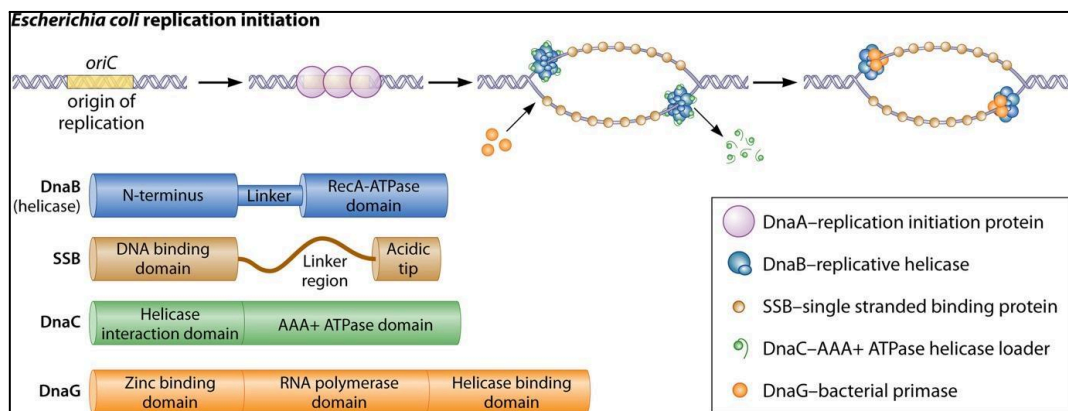 Escherichia coli replication initiation
oriC
origin of
replication
DnaB
(helicase)
N-terminus
Linker
RecA-ATPase
domain
SSB
DNA binding
domain
Linker
region
Acidic
tip
DnaC
Helicase
interaction domain
AAA+ ATPase domain
DnaG
Zinc binding
domain
RNA polymerase
domain
Helicase binding
domain
DnaA–replication initiation protein
DnaB–replicative helicase
SSB–single stranded binding protein
DnaC–AAA+ ATPase helicase loader
DnaG–bacterial primase